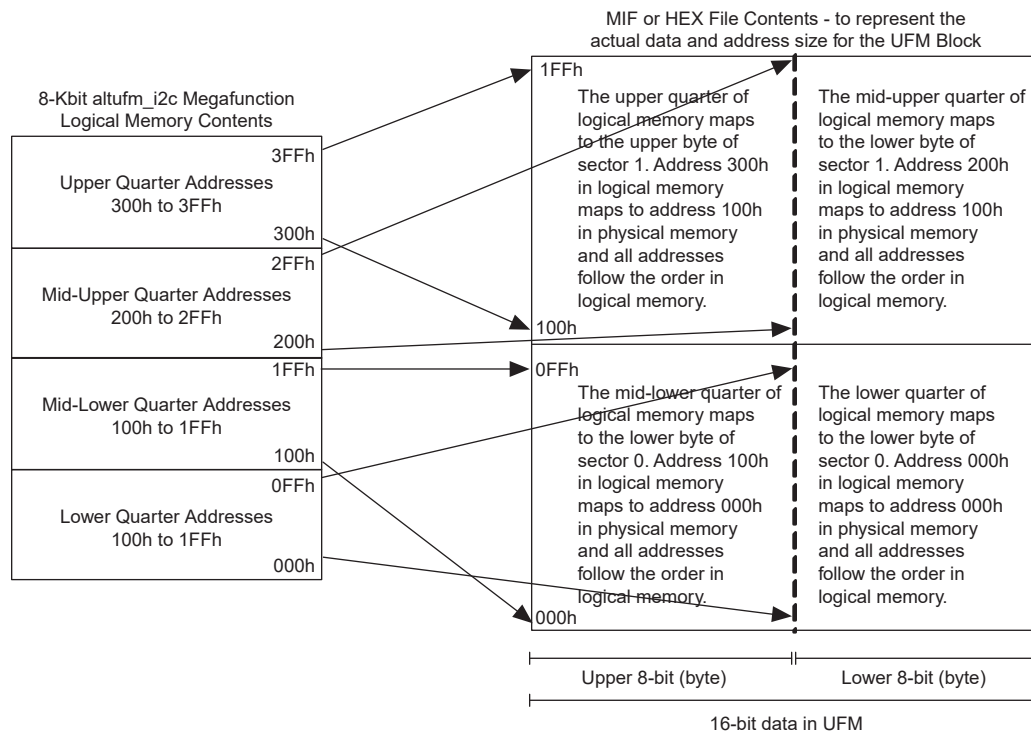 MIF or HEX File Contents - to represent the
actual data and address size for the UFM Block
8-Kbit altufm_i2c Megafunction
Logical Memory Contents
3FFh
Upper Quarter Addresses
300h to 3FFh
300h
2FFh
Mid-Upper Quarter Addresses
200h to 2FFh
200h
1FFh
Mid-Lower Quarter Addresses
100h to 1FFh
100h
0FFh
Lower Quarter Addresses
100h to 1FFh
000h
1FFh
The upper quarter of
logical memory maps
to the upper byte of
sector 1. Address 300h
in logical memory
maps to address 100h
in physical memory
and all addresses
follow the order in
logical memory.
100h
The mid-upper quarter of
logical memory maps
to the lower byte of
sector 1. Address 200h
in logical memory
maps to address 100h
in physical memory
and all addresses
follow the order in
logical memory.
0FFh
The mid-lower quarter of
logical memory maps
to the lower byte of
sector 0. Address 100h
in logical memory
maps to address 000h
in physical memory
and all addresses
follow the order in
logical memory.
000h
The lower quarter of
logical memory maps
to the lower byte of
sector 0. Address 000h
in logical memory
maps to address 000h
in physical memory
and all addresses
follow the order in
logical memory.
Upper 8-bit (byte)
Lower 8-bit (byte)
16-bit data in UFM